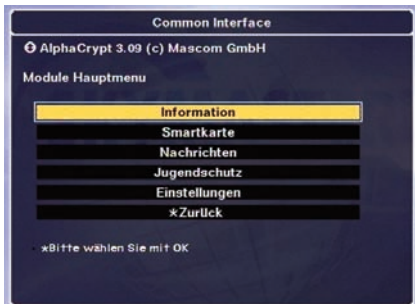 Common Interface
AlphaCrypt 3.09 (c) Mascom GmbH
Module Hauptmenu
Information
Smartkarte
Nachrichten
Jugendschutz
Einstellungen
*Zurück
*Bitte wählen Sie mit OK